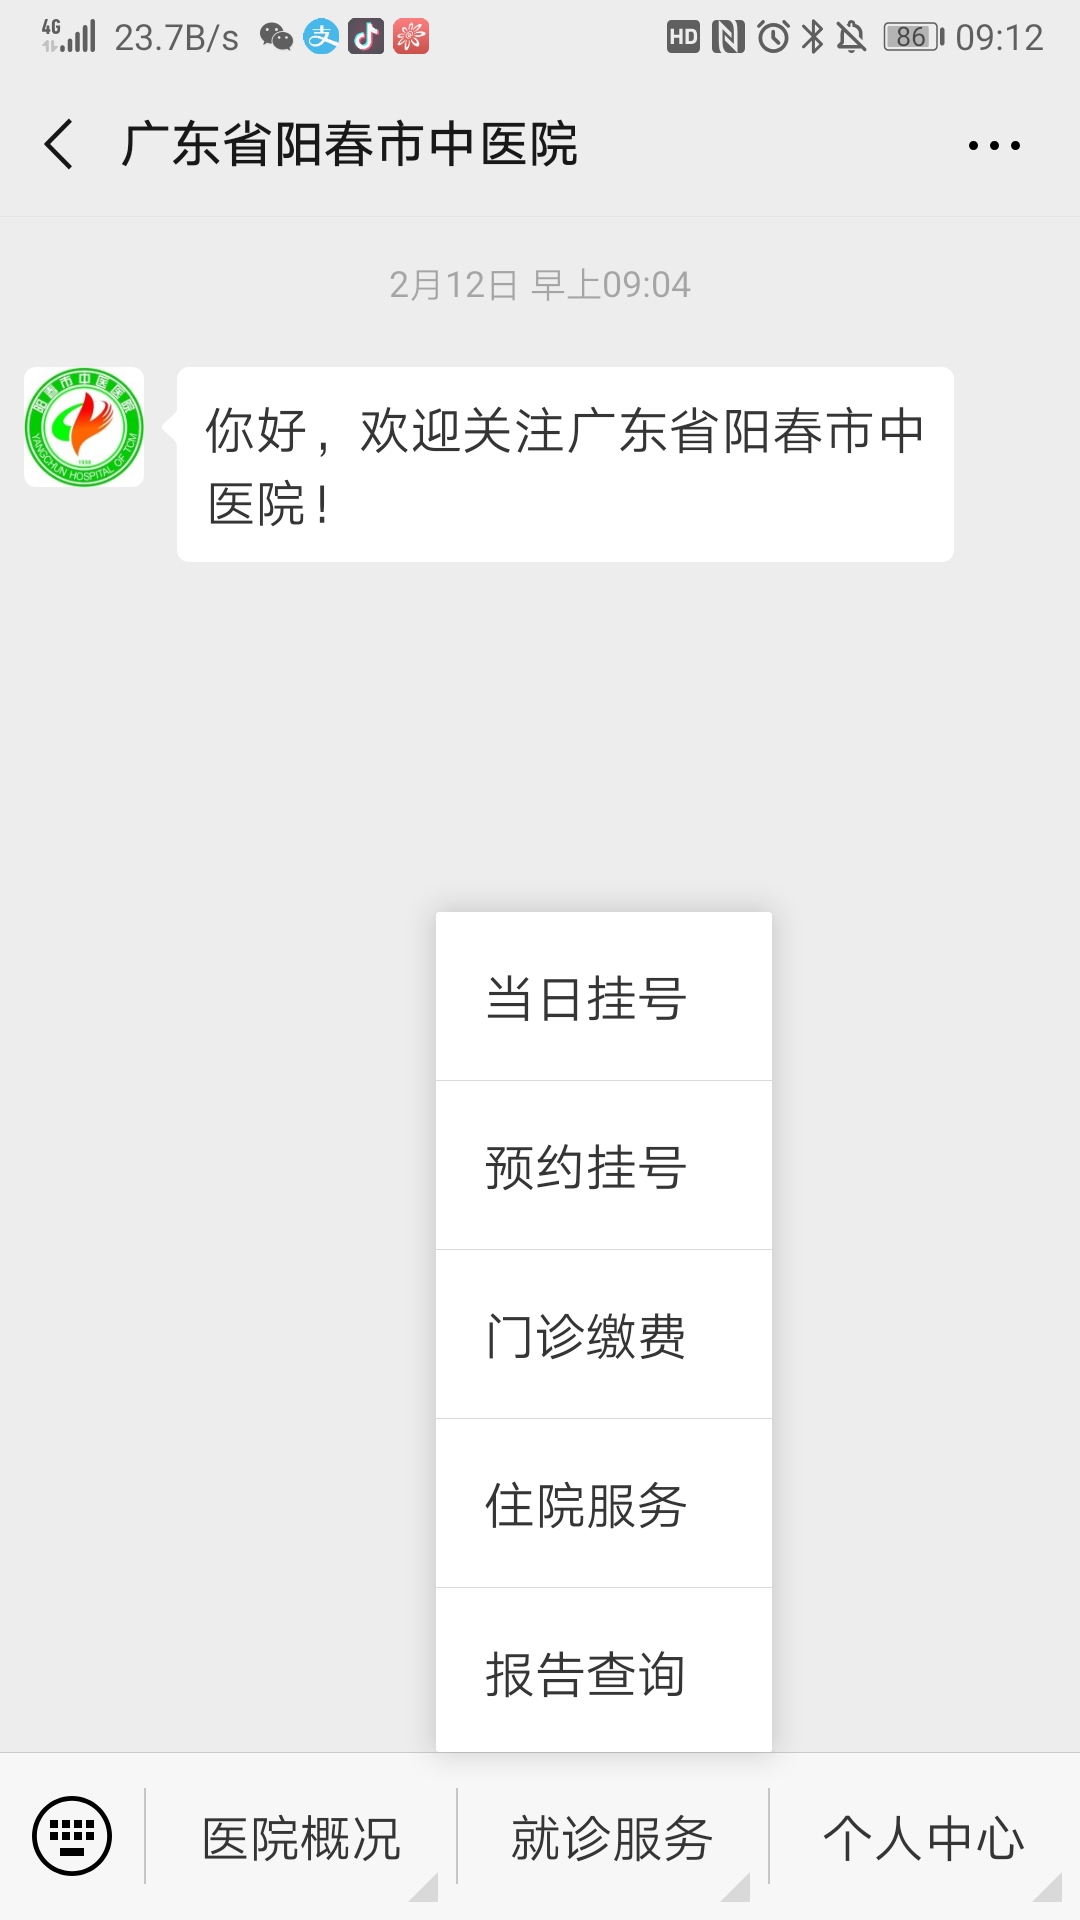 4G 23.7B/s HD 86 09:12
广东省阳春市中医院
2月12日 早上09:04
阳春市中医医院
YANGCHUN HOSPITAL OF TCM
你好，欢迎关注广东省阳春市中
医院！
当日挂号
预约挂号
门诊缴费
住院服务
报告查询
医院概况 就诊服务 个人中心